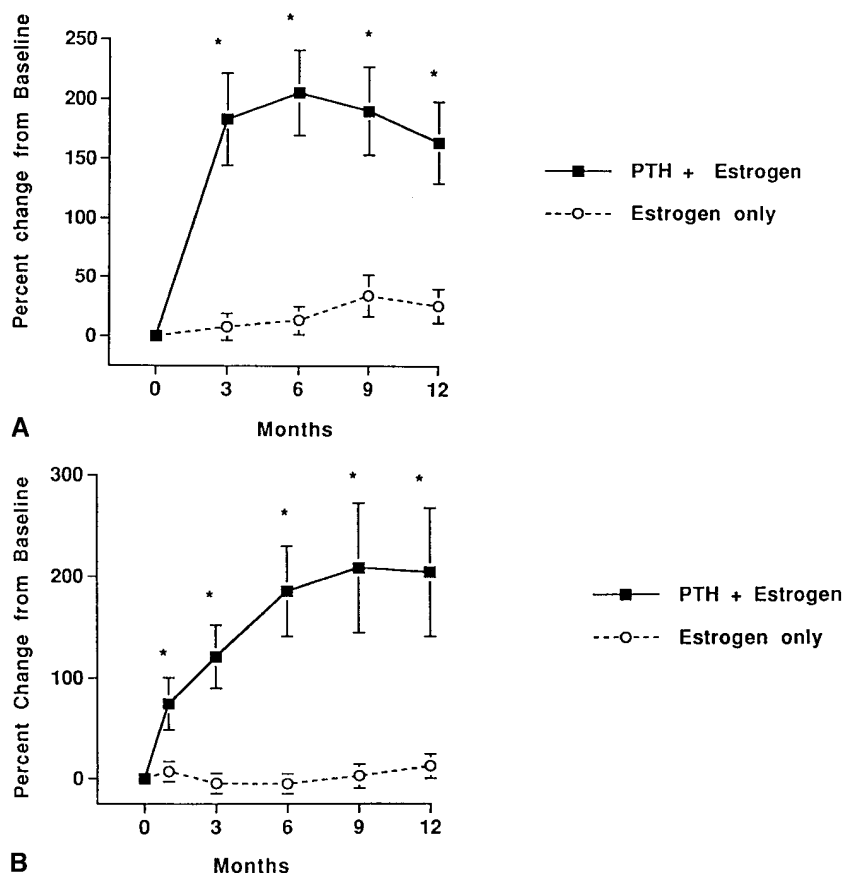 Percent change from Baseline
250
200
150
100
50
0
* * * *
0 3 6 9 12
Months
PTH + Estrogen
Estrogen only
A
Percent Change from Baseline
300
200
100
0
* * * * *
0 3 6 9 12
Months
PTH + Estrogen
Estrogen only
B